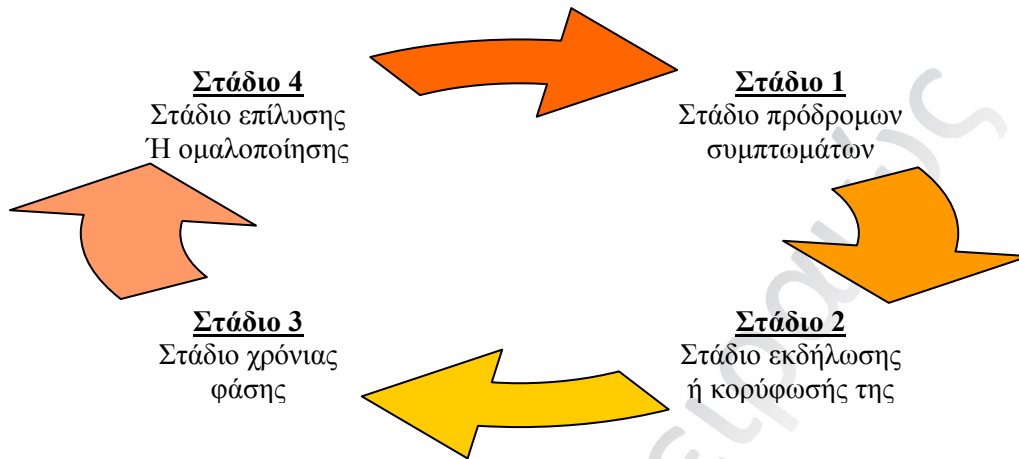 Στάδιο 4
Στάδιο επίλυσης
Ή ομαλοποίησης
Στάδιο 1
Στάδιο πρόδρομων
συμπτωμάτων
Στάδιο 3
Στάδιο χρόνιας
φάσης
Στάδιο 2
Στάδιο εκδήλωσης
ή κορύφωσής της